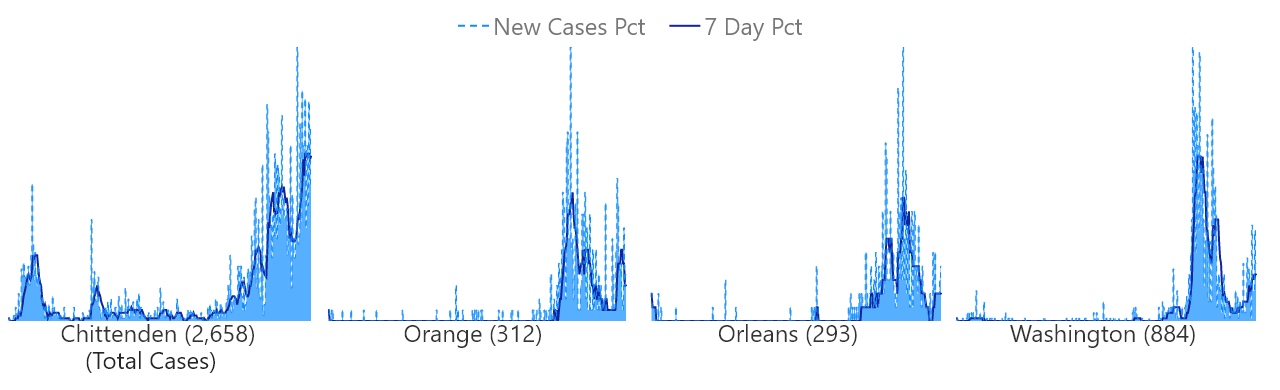 New Cases Pct 7 Day Pct
Chittenden (2,658) Orange (312) Orleans (293) Washington (884)
(Total Cases)